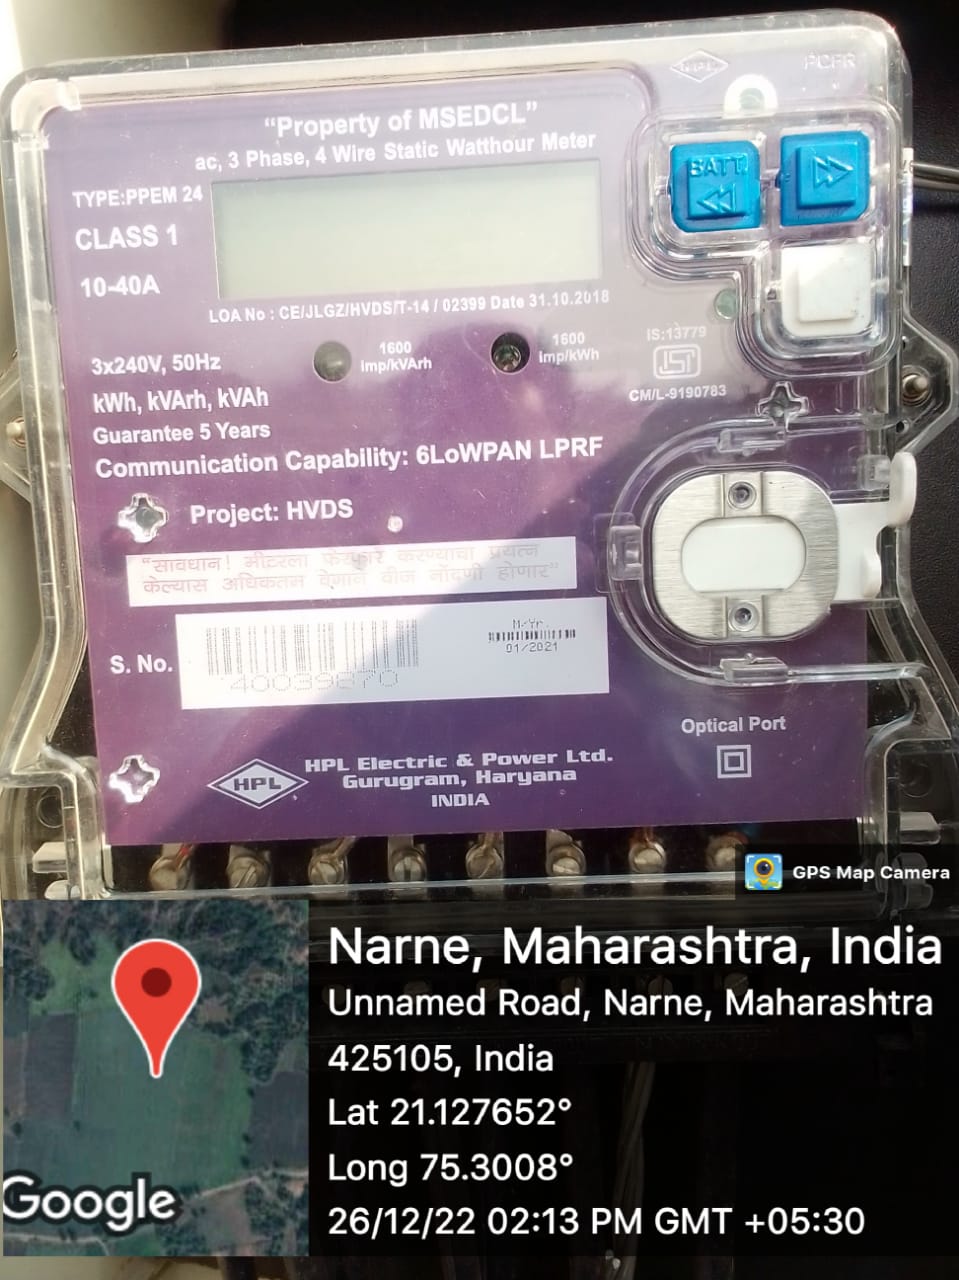 HPL
PCFR
"Property of MSEDCL"
ac, 3 Phase, 4 Wire Static Watthour Meter
BATT.
TYPE:PPEM 24
CLASS 1
10-40A
LOA No : CE/JLGZ/HVDS/T-14 / 02399 Date 31.10.2018
1600
Imp/kVArh
1600
Imp/kWh
IS:13779
ISI
CM/L-9190783
3x240V, 50Hz
kWh, kVArh, kVAh
Guarantee 5 Years
Communication Capability: 6LoWPAN LPRF
Project: HVDS
"सावधान! मीटरला फेरफार करण्याचा प्रयत्न
केल्यास अधिकतम वेगाने वीज नोंदणी होणार"
S. No.
40039870
M/Yr.
01/2021
Optical Port
HPL
HPL Electric & Power Ltd.
Gurugram, Haryana
INDIA
GPS Map Camera
Google
Narne, Maharashtra, India
Unnamed Road, Narne, Maharashtra
425105, India
Lat 21.127652°
Long 75.3008°
26/12/22 02:13 PM GMT +05:30